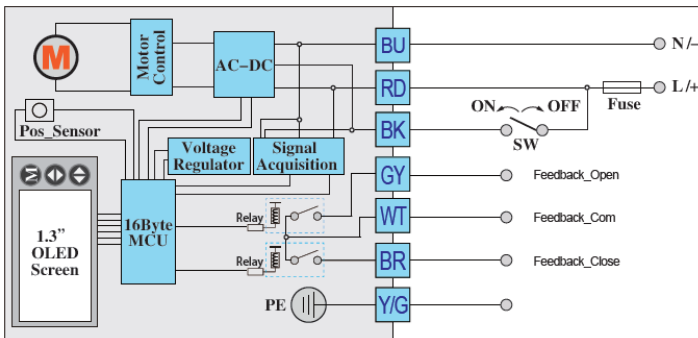 M
Motor Control
AC-DC
BU
N/-
RD
L/+
Fuse
ON
OFF
BK
SW
Pos_Sensor
Voltage Regulator
Signal Acquisition
GY
Feedback_Open
1.3”
OLED
Screen
16Byte
MCU
Relay
WT
Feedback_Com
Relay
BR
Feedback_Close
PE
Y/G